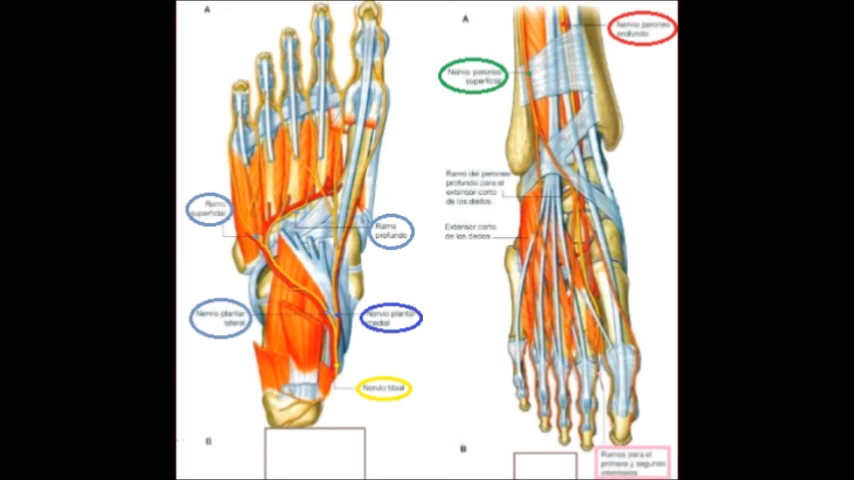 A
Ramo
superficial
Ramo
profundo
Nervio plantar
lateral
Nervio plantar
medial
Nervio tibial
B
A
Nervio peroneo
profundo
Nervio peroneo
superficial
Ramo del peroneo
profundo para el
extensor corto
de los dedos
Extensor corto
de los dedos
B
Ramos para el
primero y segundo
interóseos